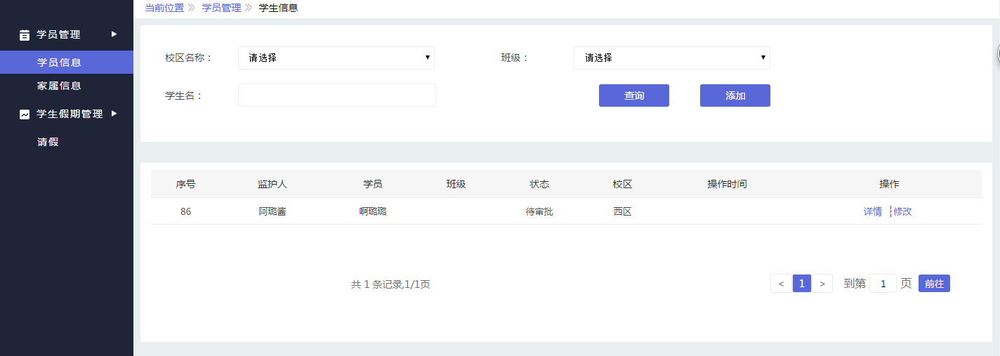 当前位置 》 学员管理 》 学生信息
学员管理
学员信息
家属信息
学生假期管理
请假
校区名称： 请选择 班级： 请选择
学生名： 查询 添加
序号 监护人 学员 班级 状态 校区 操作时间 操作
86 阿璐酱 啊璐璐 待审批 西区 详情 ┆修改
共 1 条记录,1/1页 < 1 > 到第 1 页 前往